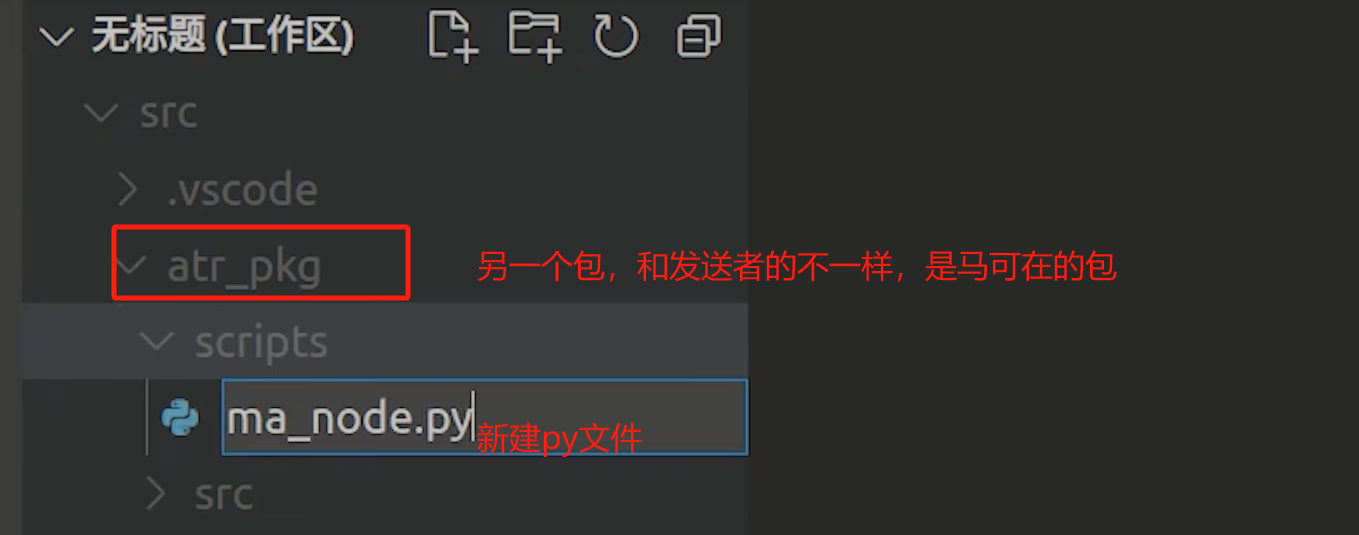 无标题 (工作区)
src
.vscode
atr_pkg
另一个包，和发送者的不一样，是马可在的包
scripts
ma_node.py
新建py文件
src